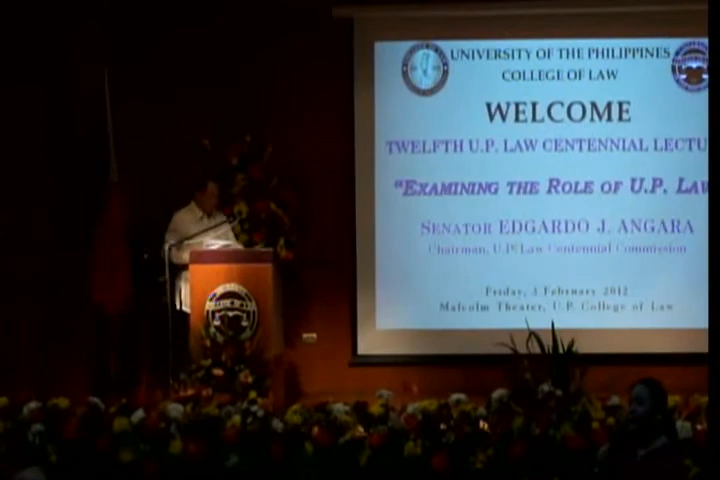 UNIVERSITY OF THE PHILIPPINES
COLLEGE OF LAW
WELCOME
TWELFTH U.P. LAW CENTENNIAL LECTU
"EXAMINING THE ROLE OF U.P. LAW
SENATOR EDGARDO J. ANGARA
Chairman, U.P. Law Centennial Commission
Friday, 3 February 2012
Malcolm Theater, U.P. College of Law